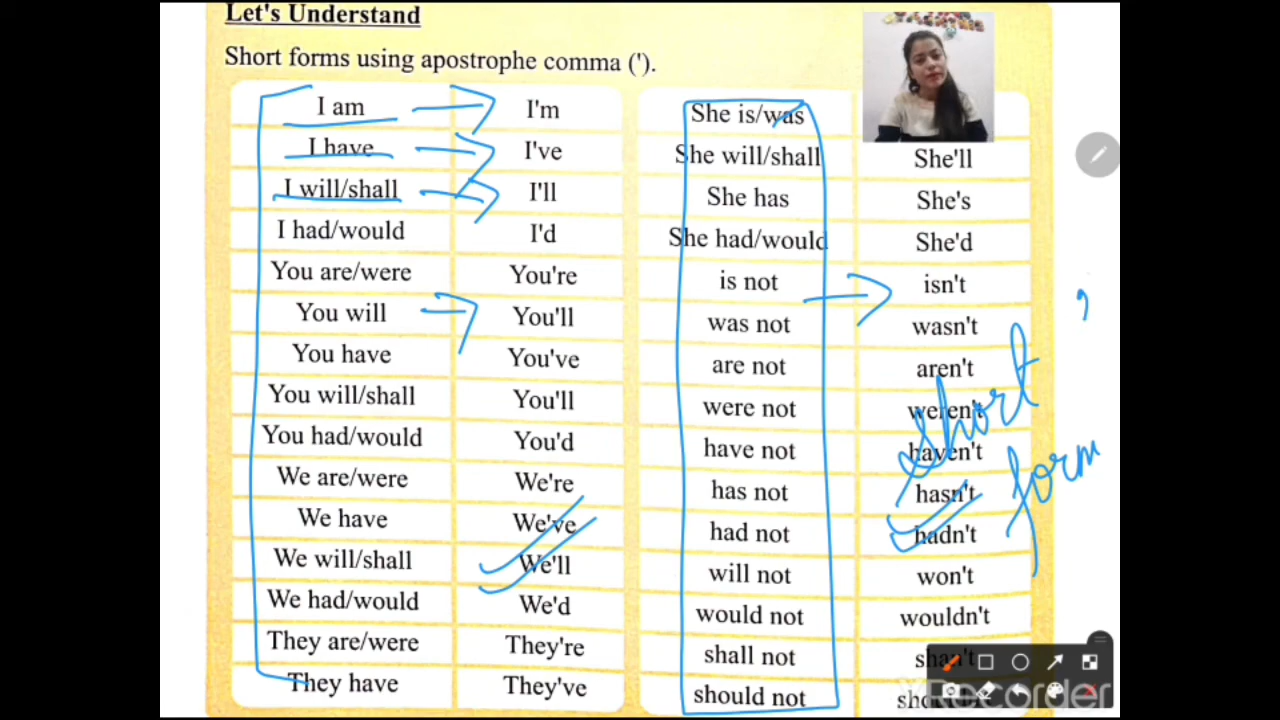 Let's Understand
Short forms using apostrophe comma (').
I am I'm She is/was
I have I've She will/shall She'll
I will/shall I'll She has She's
I had/would I'd She had/would She'd
You are/were You're is not isn't
You will You'll was not wasn't
You have You've are not aren't
You will/shall You'll were not weren't
You had/would You'd have not haven't
We are/were We're has not hasn't
We have We've had not hadn't
We will/shall We'll will not won't
We had/would We'd would not wouldn't
They are/were They're shall not shan't
They have They've should not
short
form
Recorder